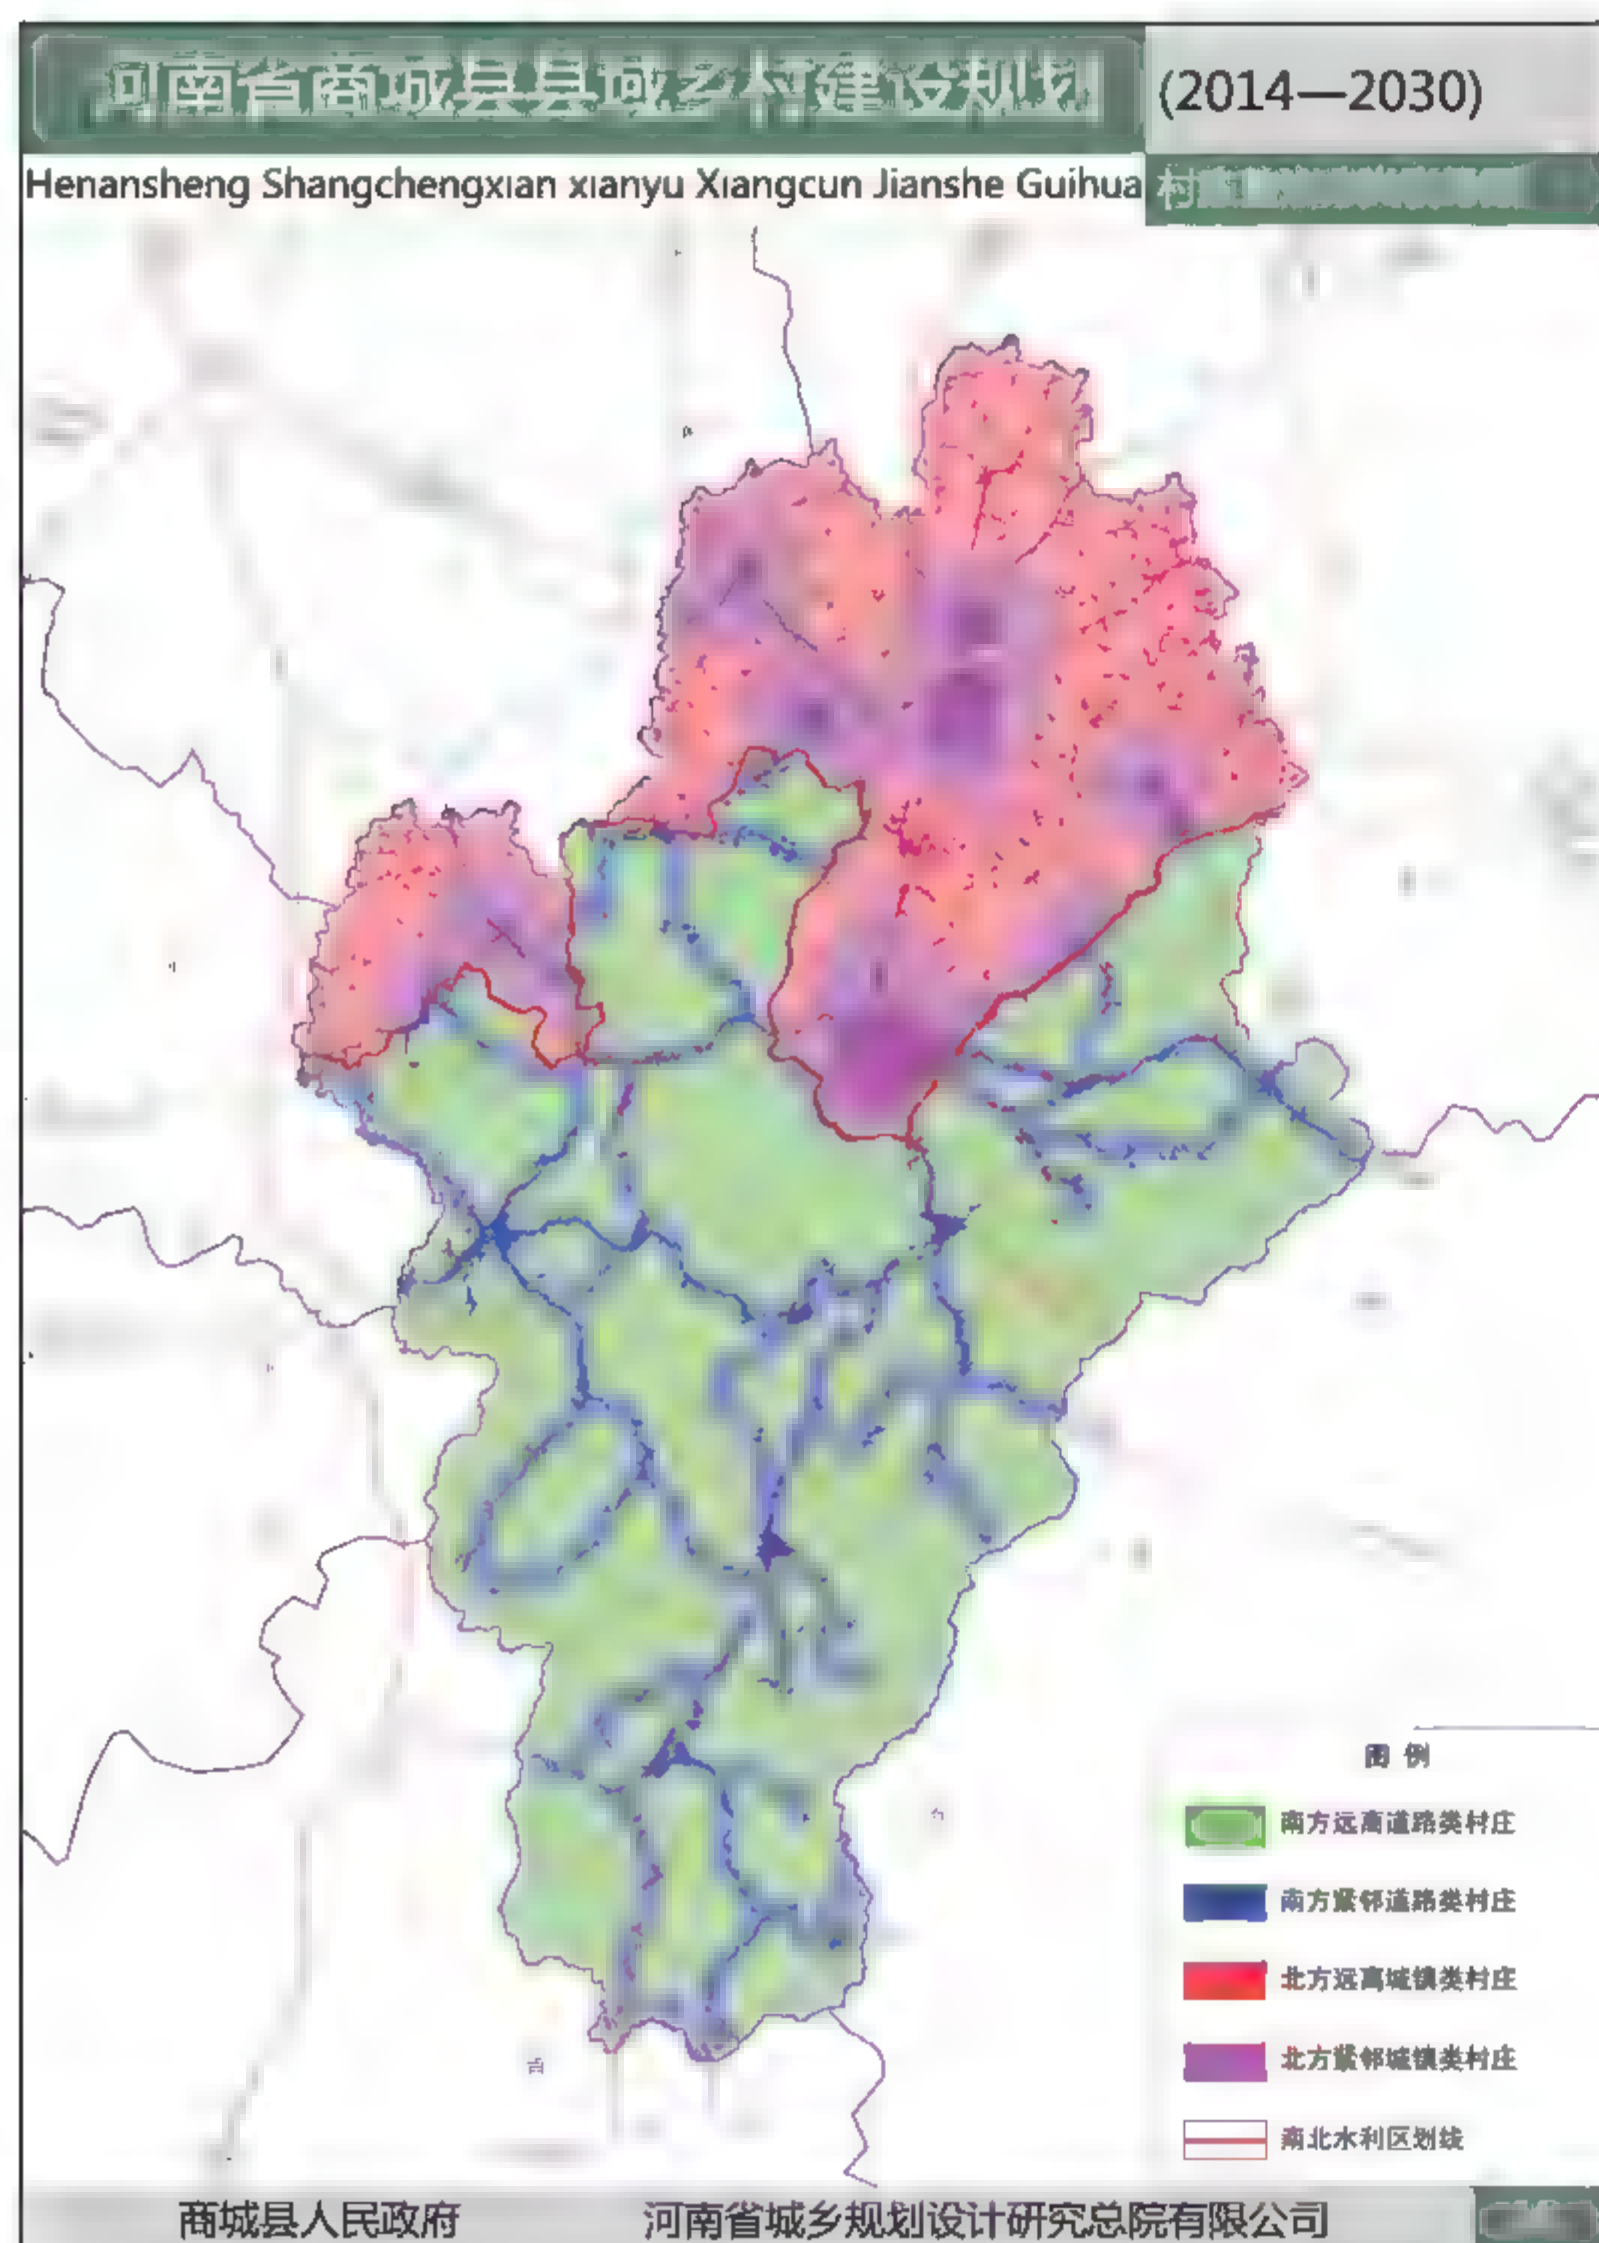 河南省商城县县域乡村建设规划
(2014—2030)
Henansheng Shangchengxian xianyu Xiangcun Jianshe Guihua
村
图 例
南方远离道路类村庄
南方紧邻道路类村庄
北方远离城镇类村庄
北方紧邻城镇类村庄
南北水利区划线
商城县人民政府
河南省城乡规划设计研究总院有限公司